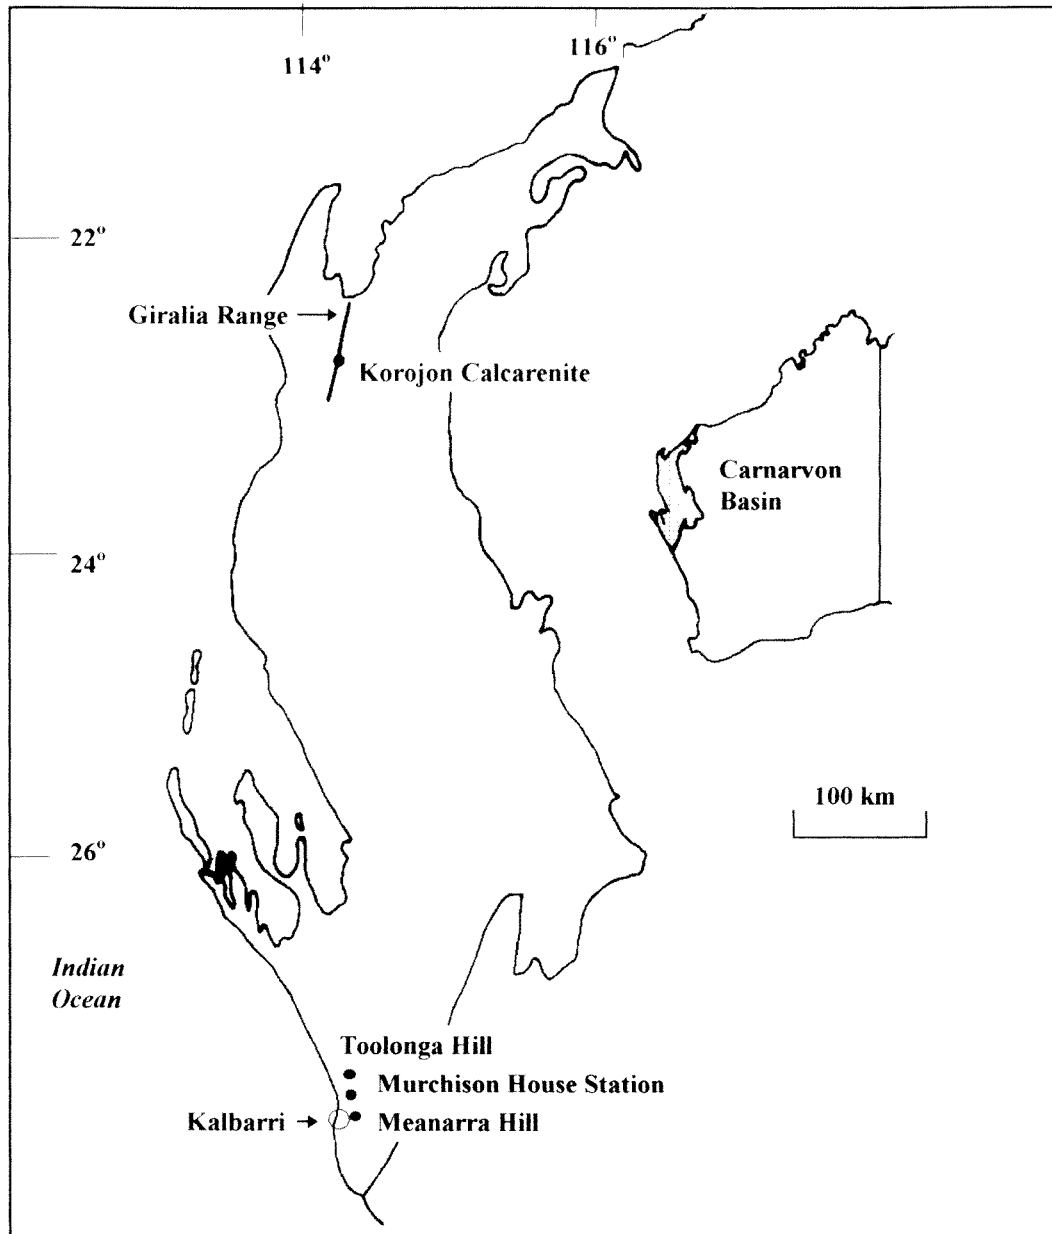 114°
116°
22°
Giralia Range
Korojon Calcarenite
Carnarvon
Basin
24°
100 km
26°
Indian
Ocean
Toolonga Hill
Murchison House Station
Kalbarri
Meanarra Hill